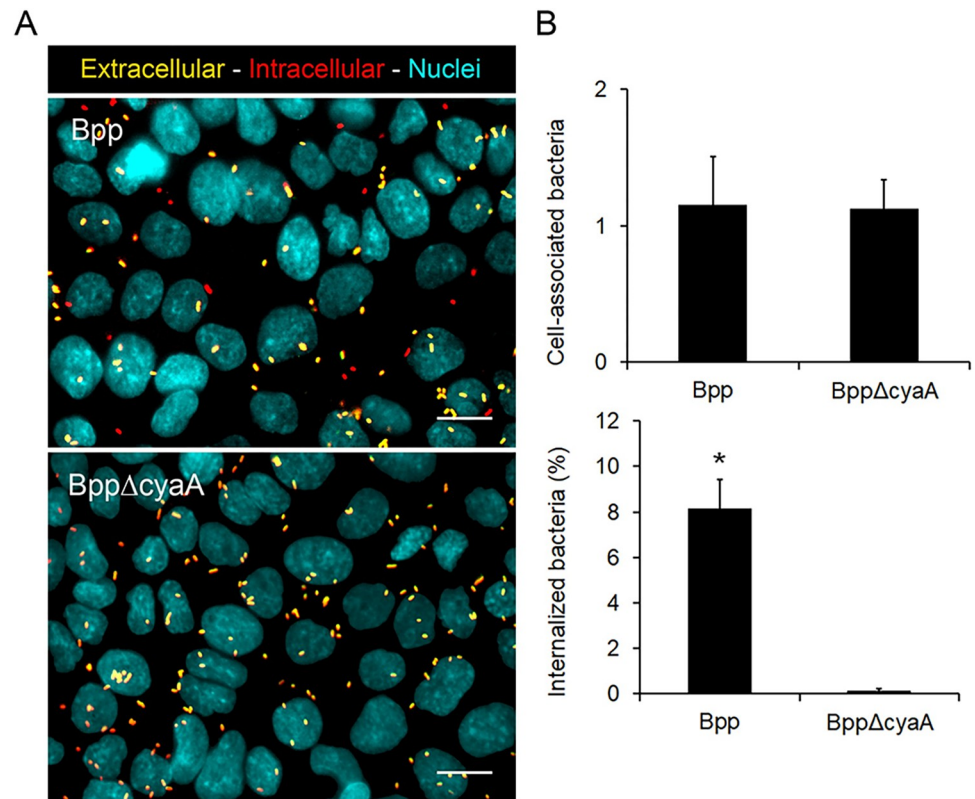 A
Extracellular - Intracellular - Nuclei
Bpp
BppΔcyaA
B
Cell-associated bacteria
2
1
0
Bpp
BppΔcyaA
Internalized bacteria (%)
12
10
8
6
4
2
0
*
Bpp
BppΔcyaA